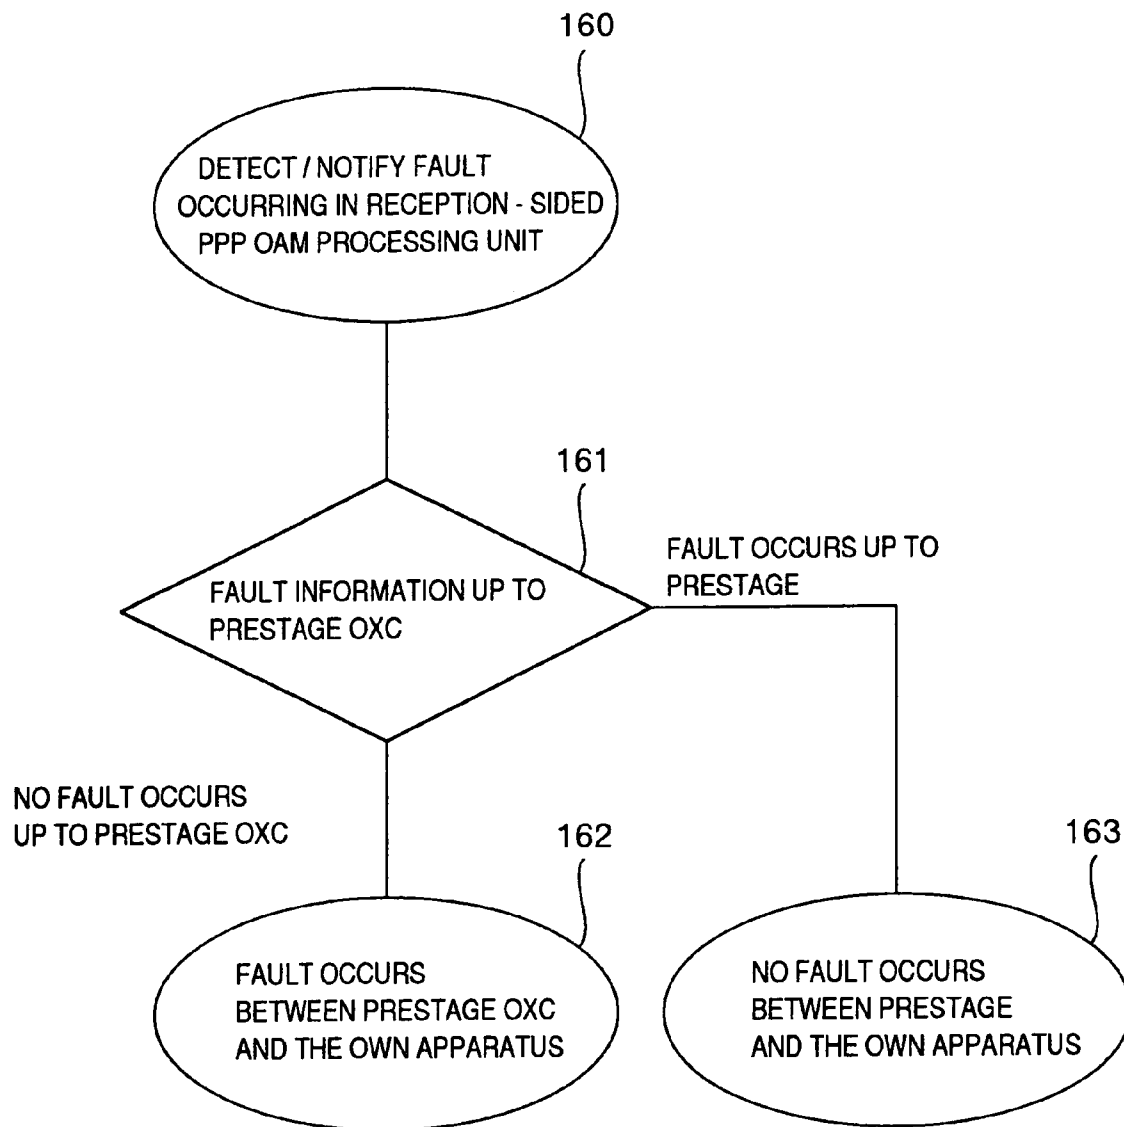 160
DETECT / NOTIFY FAULT
OCCURRING IN RECEPTION - SIDED
PPP OAM PROCESSING UNIT
161
FAULT INFORMATION UP TO
PRESTAGE OXC
FAULT OCCURS UP TO
PRESTAGE
NO FAULT OCCURS
UP TO PRESTAGE OXC
162
FAULT OCCURS
BETWEEN PRESTAGE OXC
AND THE OWN APPARATUS
163
NO FAULT OCCURS
BETWEEN PRESTAGE
AND THE OWN APPARATUS